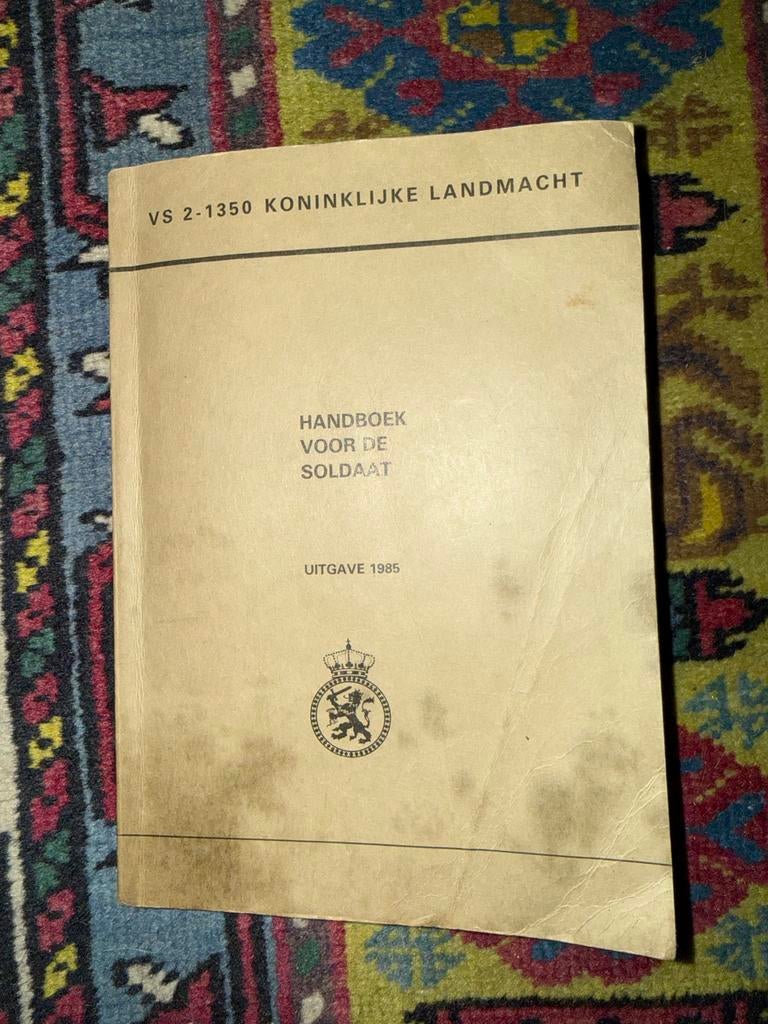 VS 2-1350 KONINKLIJKE LANDMACHT
HANDBOEK
VOOR DE
SOLDAAT
UITGAVE 1985